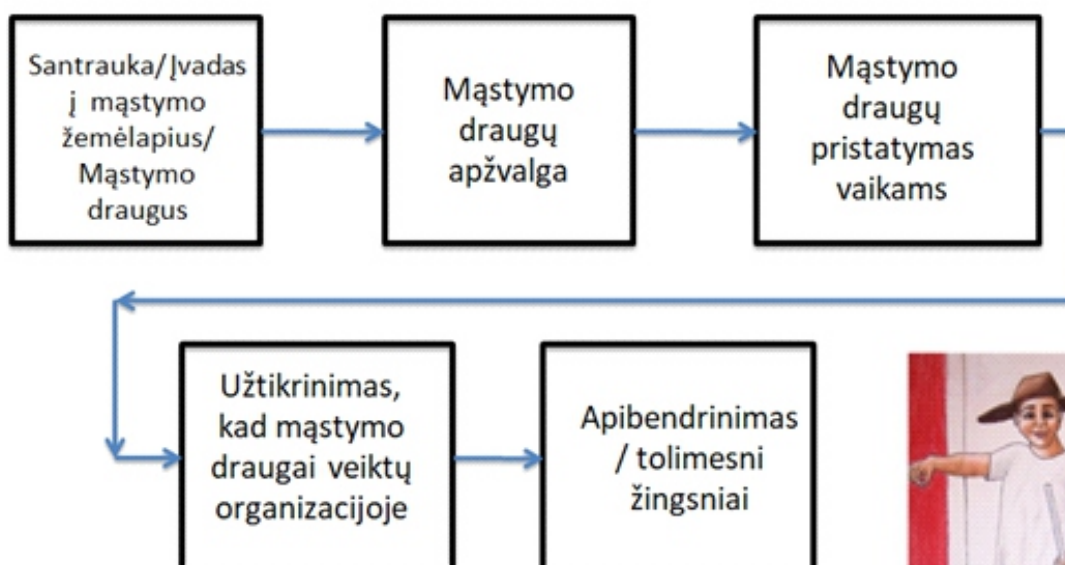 Santrauka/Įvadas
į mąstymo
žemėlapius/
Mąstymo
draugus
Mąstymo
draugų
apžvalga
Mąstymo
draugų
pristatymas
vaikams
Užtikrinimas,
kad mąstymo
draugai veiktų
organizacijoje
Apibendrinimas
/ tolimesni
žingsniai